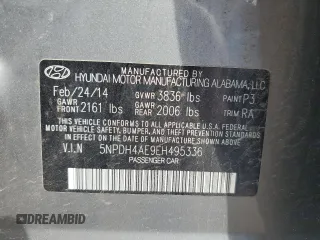 MANUFACTURED BY
HYUNDAI MOTOR MANUFACTURING ALABAMA, LLC
Feb/24/14 GVWR 3836 lbs PAINT P3
GAWR FRONT 2161 lbs GAWR REAR 2006 lbs TRIM RA
THIS VEHICLE CONFORMS TO ALL APPLICABLE U.S. FEDERAL
MOTOR VEHICLE SAFETY, BUMPER, AND THEFT PREVENTION
STANDARDS IN EFFECT ON THE DATE OF MANUFACTURE SHOWN ABOVE.
V.I.N 5NPDH4AE9EH495336
PASSENGER CAR
DREAMBID